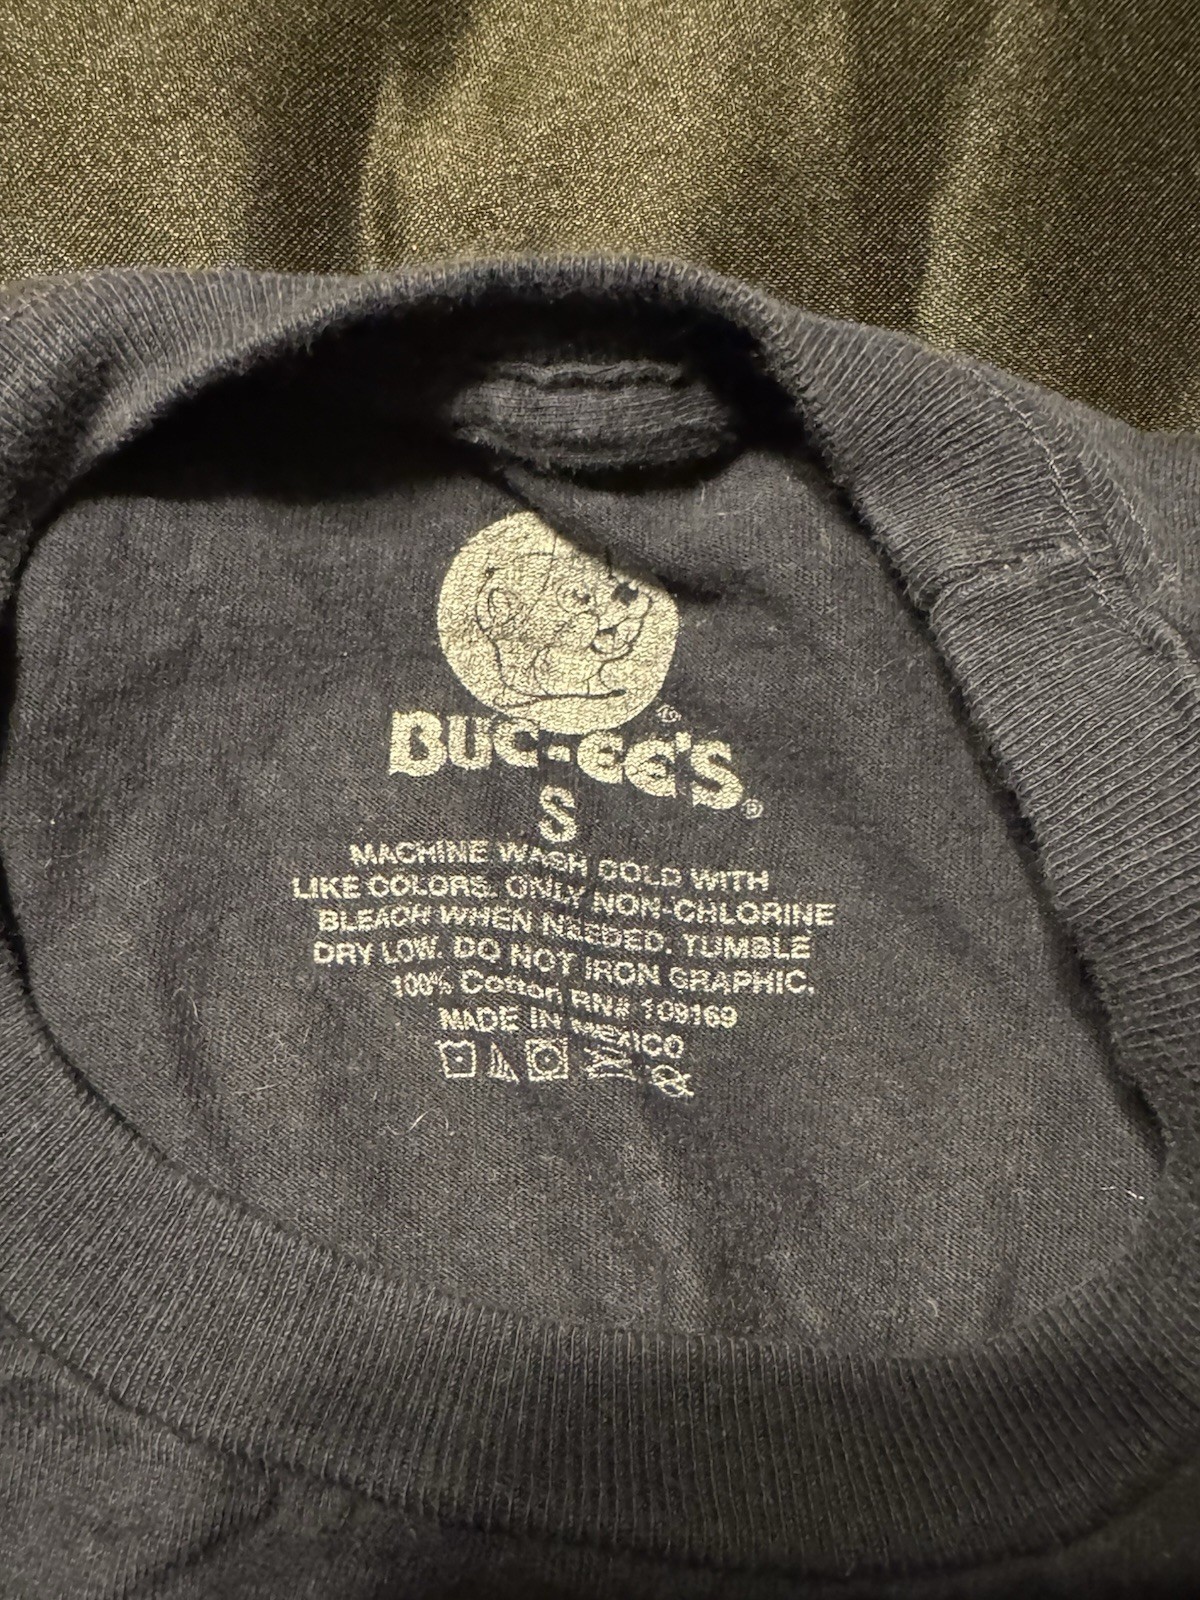 BUC-EE'S®
S
MACHINE WASH COLD WITH
LIKE COLORS. ONLY NON-CHLORINE
BLEACH WHEN NEEDED. TUMBLE
DRY LOW. DO NOT IRON GRAPHIC.
100% Cotton RN# 109169
MADE IN MEXICO